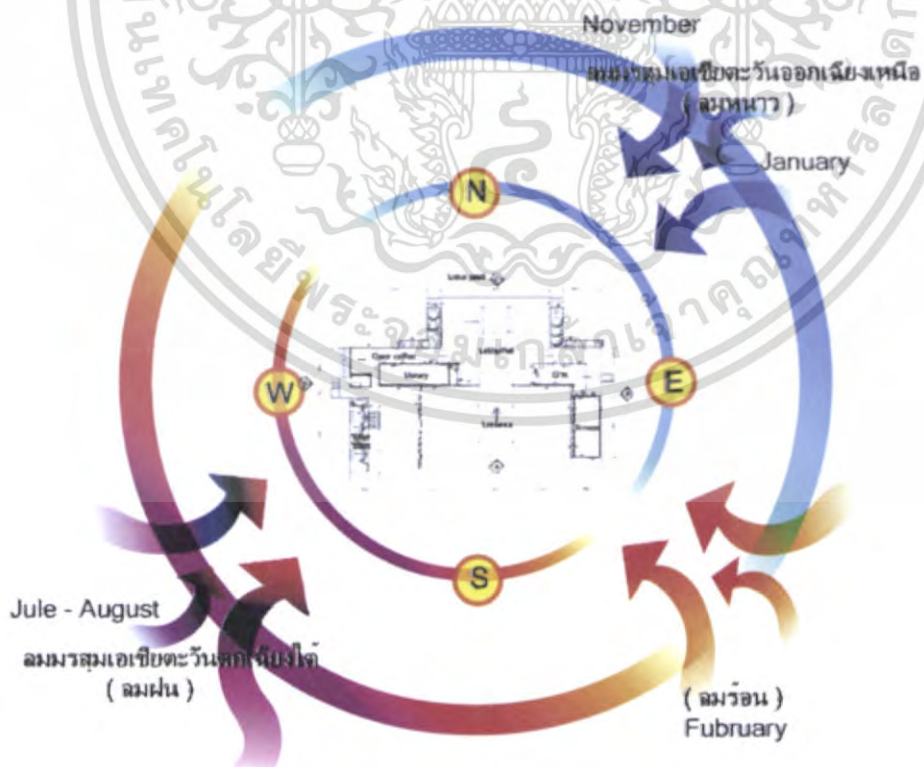 November
ลมมรสุมเอเชียตะวันออกเฉียงเหนือ
( ลมหนาว )
January
N
W
E
S
Library
Jule - August
ลมมรสุมเอเชียตะวันตกเฉียงใต้
( ลมฝน )
( ลมร้อน )
Fubruary